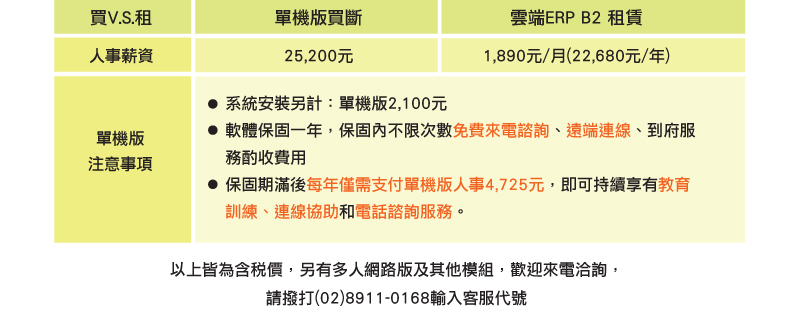 買V.S.租 單機版買斷 雲端ERP B2 租賃
人事薪資 25,200元 1,890元/月(22,680元/年)
單機版
注意事項
● 系統安裝另計：單機版2,100元
● 軟體保固一年，保固內不限次數免費來電諮詢、遠端連線、到府服
務酌收費用
● 保固期滿後每年僅需支付單機版人事4,725元，即可持續享有教育
訓練、連線協助和電話諮詢服務。
以上皆為含稅價，另有多人網路版及其他模組，歡迎來電洽詢，
請撥打(02)8911-0168輸入客服代號